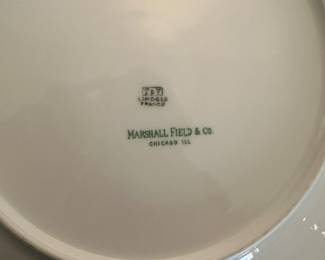 LIMOGES
FRANCE
MARSHALL FIELD & CO.
CHICAGO ILL